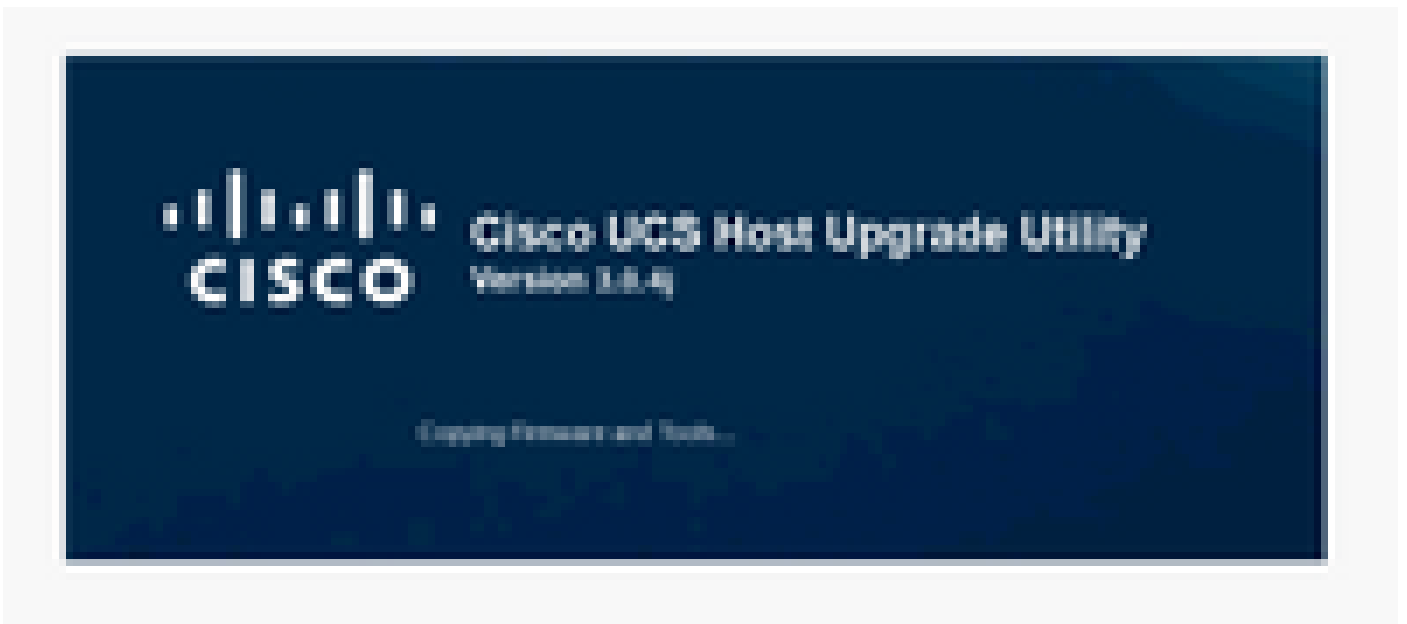 CISCO
Cisco UCS Host Upgrade Utility
Version
Copying Firmware and Tools...